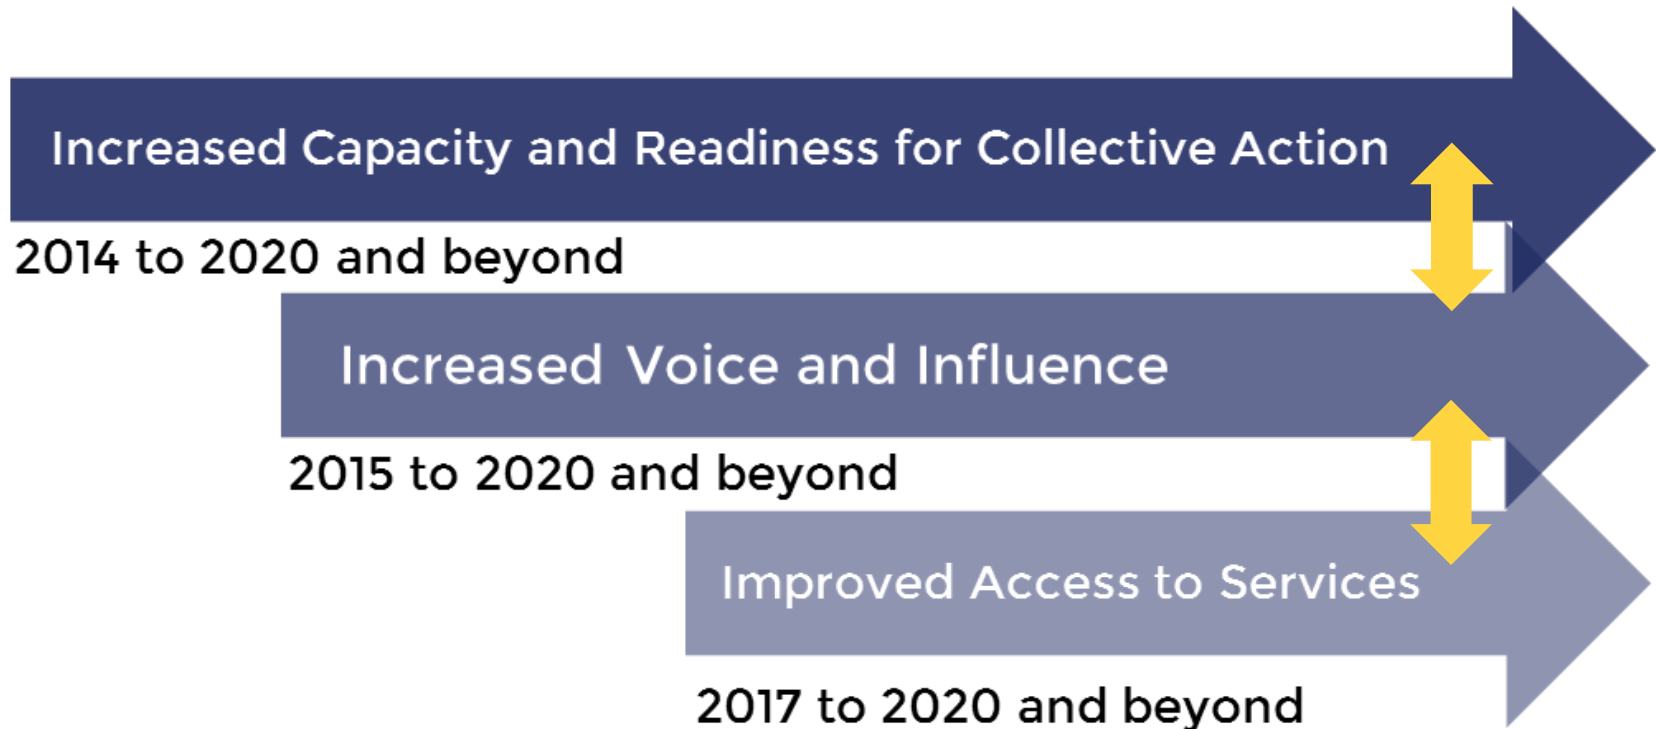 Increased Capacity and Readiness for Collective Action
2014 to 2020 and beyond
Increased Voice and Influence
2015 to 2020 and beyond
Improved Access to Services
2017 to 2020 and beyond